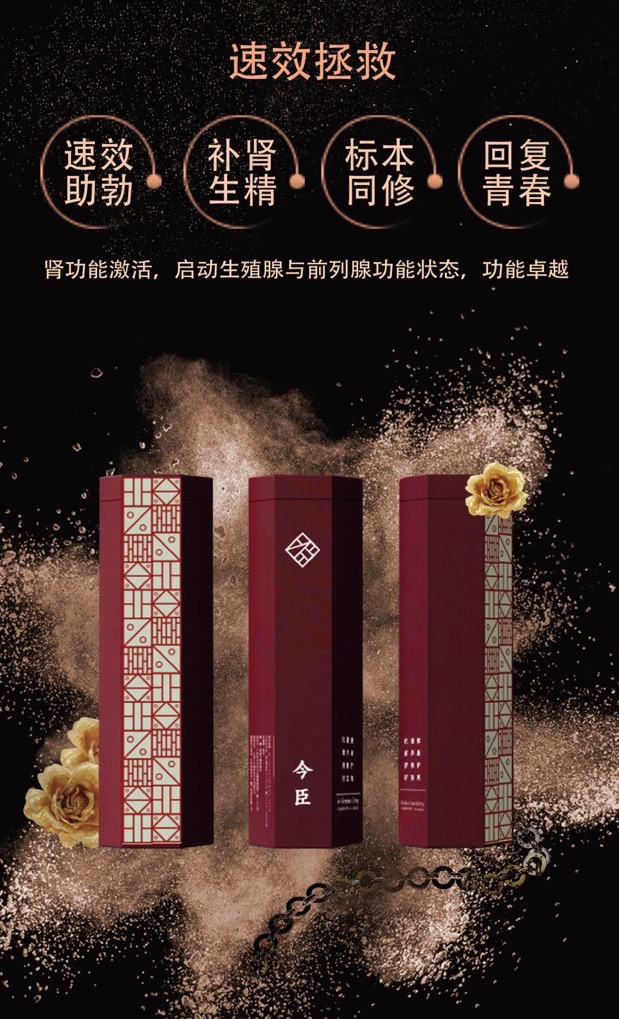 速效拯救
速效
助勃
补肾
生精
标本
同修
回复
青春
肾功能激活，启动生殖腺与前列腺功能状态，功能卓越
今臣